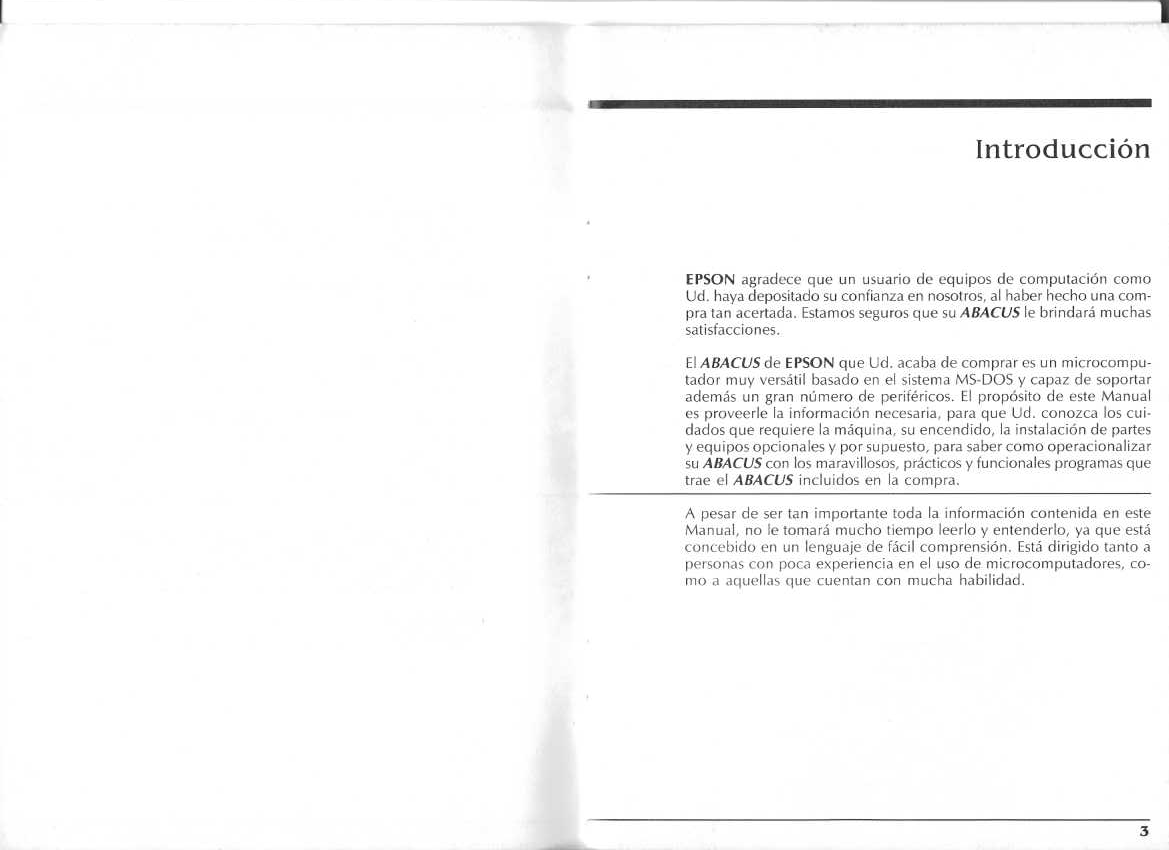 Introducción
EPSON agradece que un usuario de equipos de computación como
Ud. haya depositado su confianza en nosotros, al haber hecho una com-
pra tan acertada. Estamos seguros que su ABACUS le brindará muchas
satisfacciones.
El ABACUS de EPSON que Ud. acaba de comprar es un microcompu-
tador muy versátil basado en el sistema MS-DOS y capaz de soportar
además un gran número de periféricos. El propósito de este Manual
es proveerle la información necesaria, para que Ud. conozca los cui-
dados que requiere la máquina, su encendido, la instalación de partes
y equipos opcionales y por supuesto, para saber como operacionalizar
su ABACUS con los maravillosos, prácticos y funcionales programas que
trae el ABACUS incluidos en la compra.
A pesar de ser tan importante toda la información contenida en este
Manual, no le tomará mucho tiempo leerlo y entenderlo, ya que está
concebido en un lenguaje de fácil comprensión. Está dirigido tanto a
personas con poca experiencia en el uso de microcomputadores, co-
mo a aquellas que cuentan con mucha habilidad.
3